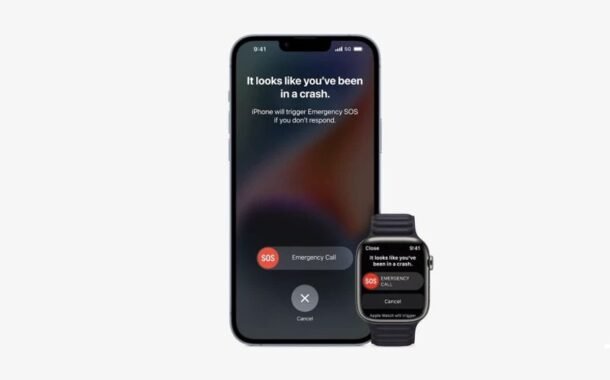 9:41
5G
It looks like you've been
in a crash.
iPhone will trigger Emergency SOS
if you don't respond.
SOS Emergency Call
Cancel
Close 9:41
It looks like you've
been in a crash.
SOS EMERGENCY
CALL
Cancel
Apple Watch will trigger